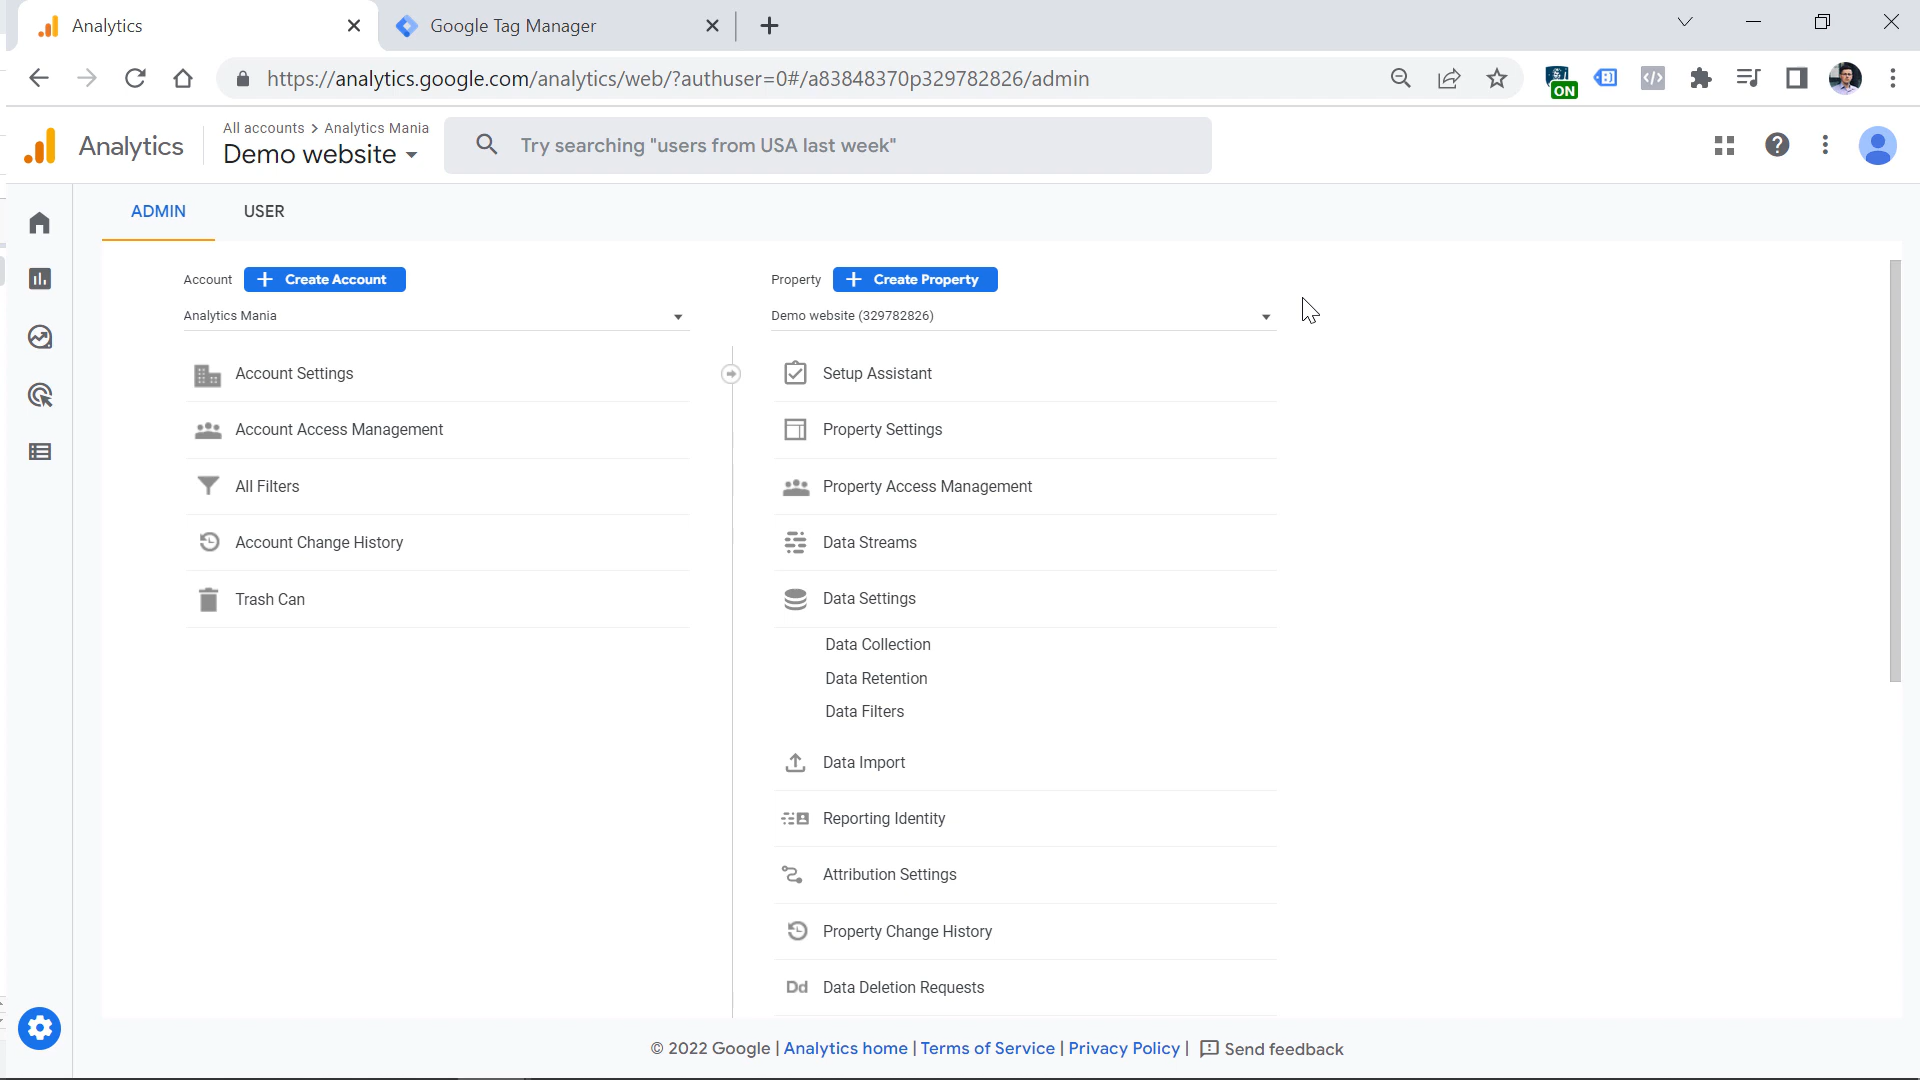 Analytics
Google Tag Manager
https://analytics.google.com/analytics/web/?authuser=0#/a83848370p329782826/admin
ON
Analytics
All accounts > Analytics Mania
Demo website
Try searching "users from USA last week"
ADMIN
USER
Account
+ Create Account
Property
+ Create Property
Analytics Mania
Demo website (329782826)
Account Settings
Setup Assistant
Account Access Management
Property Settings
All Filters
Property Access Management
Account Change History
Data Streams
Trash Can
Data Settings
Data Collection
Data Retention
Data Filters
Data Import
Reporting Identity
Attribution Settings
Property Change History
Dd Data Deletion Requests
© 2022 Google | Analytics home | Terms of Service | Privacy Policy | Send feedback